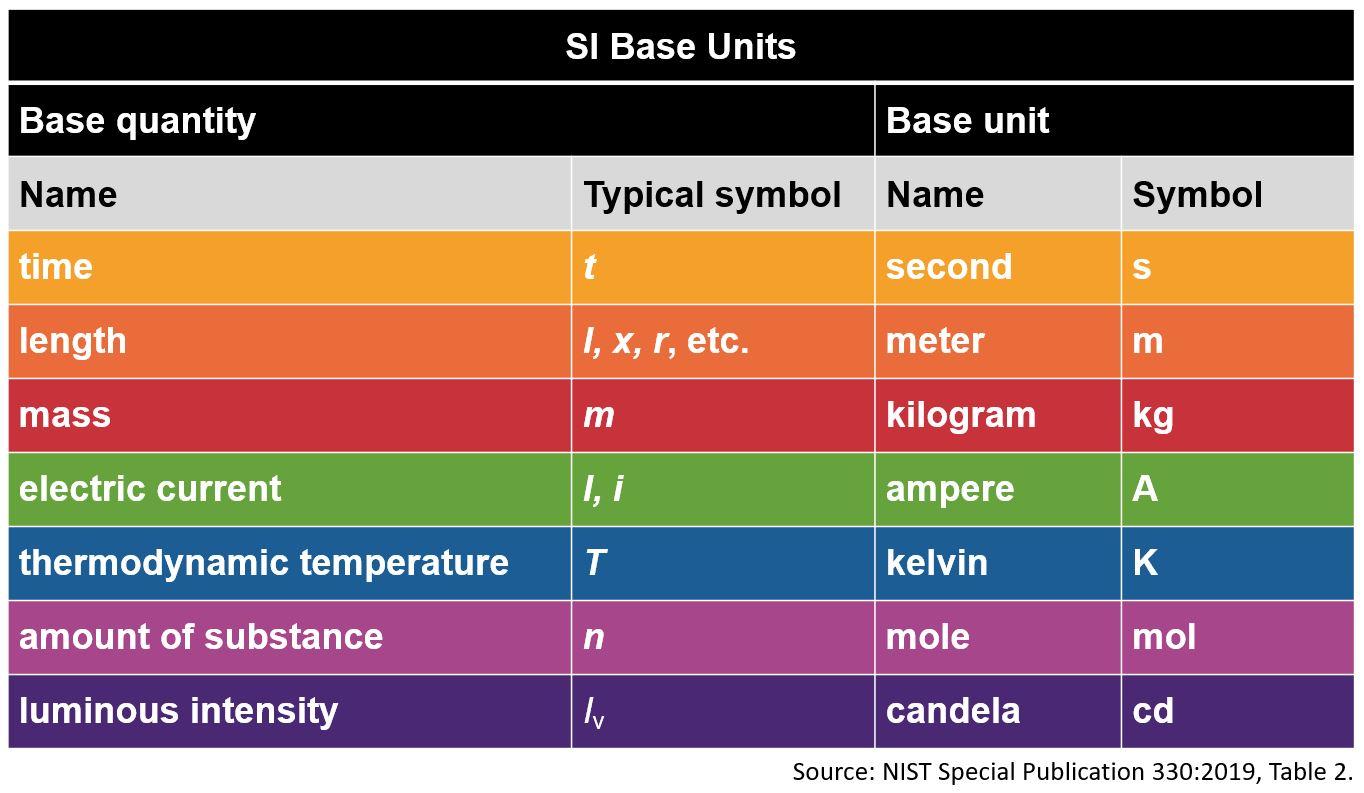 SI Base Units
Base quantity Base unit
Name Typical symbol Name Symbol
time t second s
length l, x, r, etc. meter m
mass m kilogram kg
electric current I, i ampere A
thermodynamic temperature T kelvin K
amount of substance n mole mol
luminous intensity Iv candela cd
Source: NIST Special Publication 330:2019, Table 2.